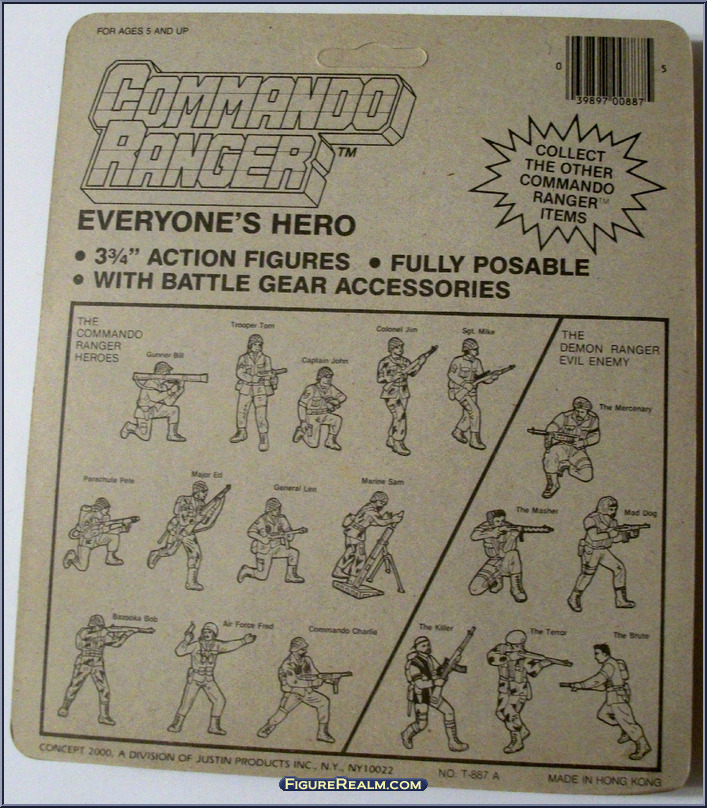 FOR AGES 5 AND UP
0 39897 00887 5
COMMANDO
RANGER™
COLLECT
THE OTHER
COMMANDO
RANGER™
ITEMS
EVERYONE'S HERO
• 3¾" ACTION FIGURES • FULLY POSABLE
• WITH BATTLE GEAR ACCESSORIES
THE
COMMANDO
RANGER
HEROES
Gunner Bill
Trooper Tom
Captain John
Colonel Jim
Sgt. Mike
Parachute Pete
Major Ed
General Len
Marine Sam
Bazooka Bob
Air Force Fred
Commando Charlie
THE
DEMON RANGER
EVIL ENEMY
The Mercenary
The Masher
Mad Dog
The Killer
The Terror
The Brute
CONCEPT 2000, A DIVISION OF JUSTIN PRODUCTS INC., N.Y., NY10022
NO. T-887 A
MADE IN HONG KONG
FIGUREREALM.COM